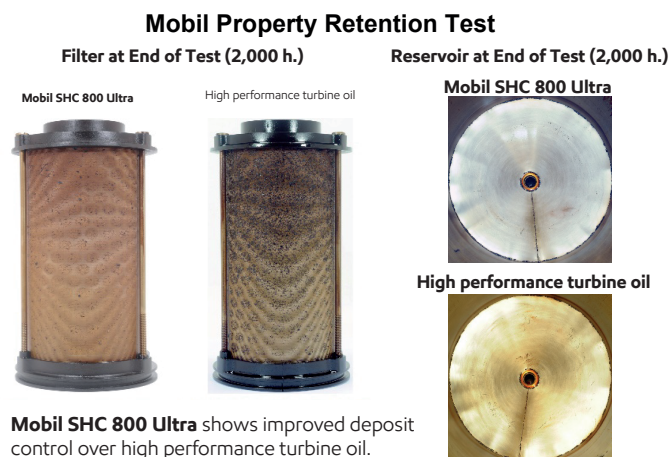 Mobil Property Retention Test
Filter at End of Test (2,000 h.)
Mobil SHC 800 Ultra
High performance turbine oil
Reservoir at End of Test (2,000 h.)
Mobil SHC 800 Ultra
High performance turbine oil
Mobil SHC 800 Ultra shows improved deposit
control over high performance turbine oil.